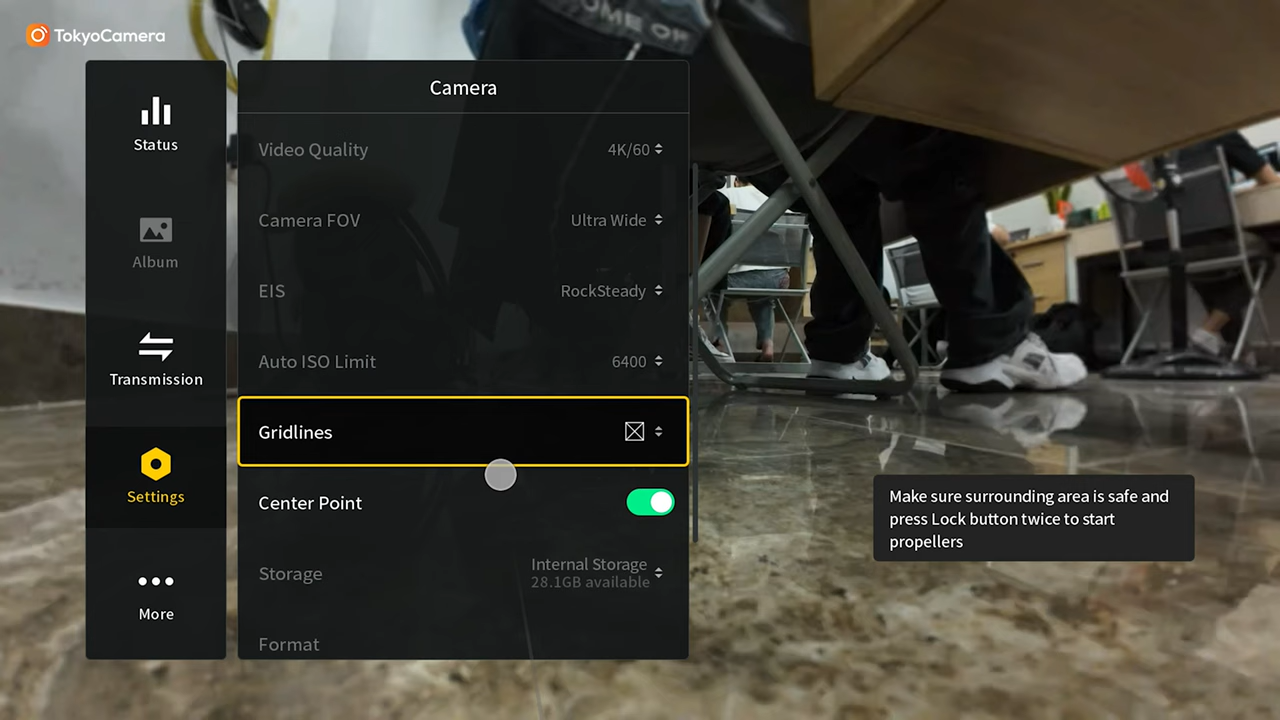 TokyoCamera
OME OF
Status
Album
Transmission
Settings
More
Camera
Video Quality 4K/60
Camera FOV Ultra Wide
EIS RockSteady
Auto ISO Limit 6400
Gridlines
Center Point
Storage Internal Storage
28.1GB available
Format
Make sure surrounding area is safe and
press Lock button twice to start
propellers